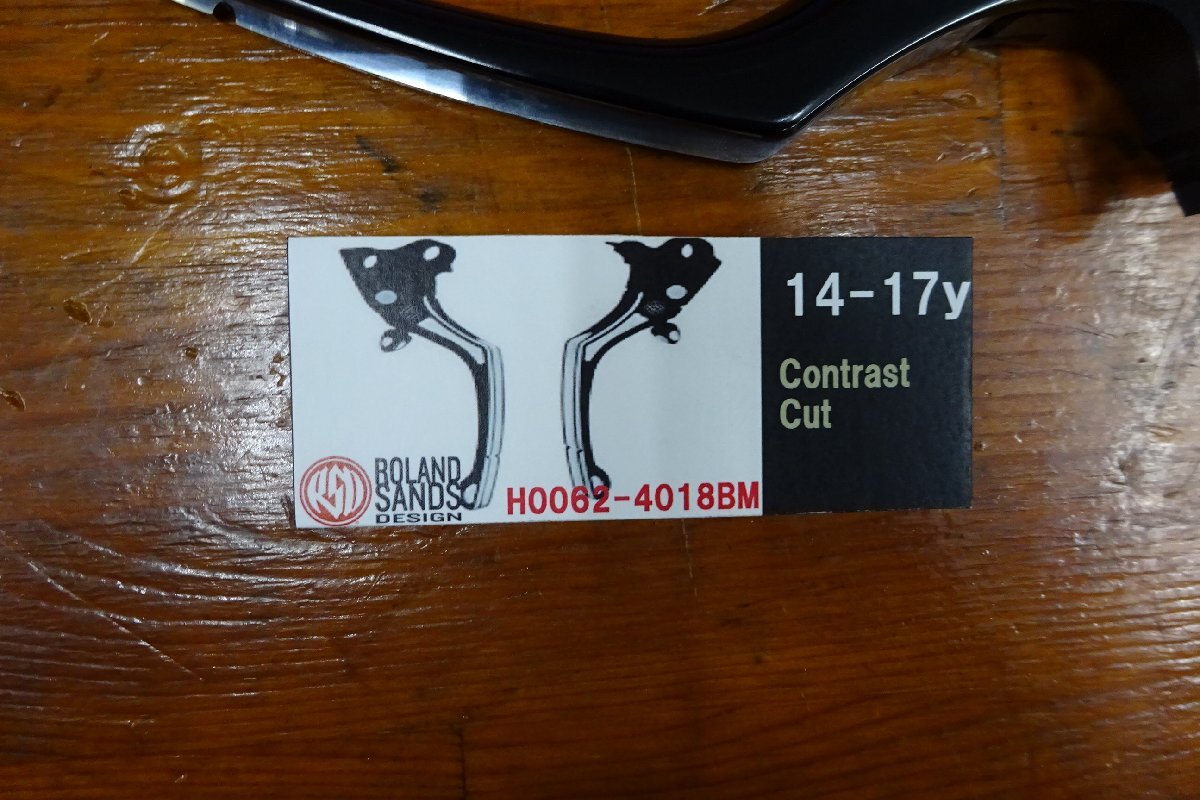 14-17y
Contrast
Cut
RSD
ROLAND
SANDS
DESIGN
H0062-4018BM